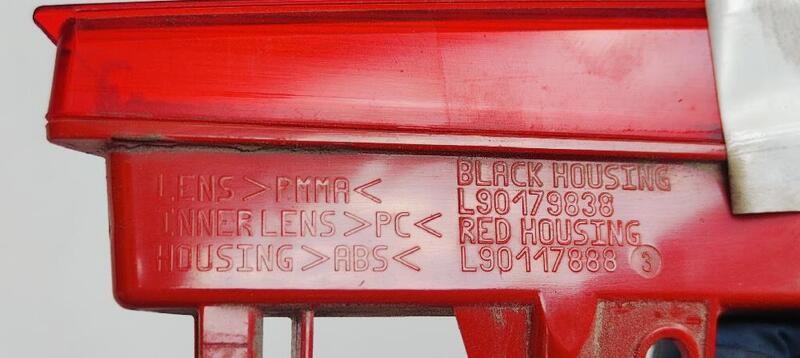 LENS >PMMA<
INNER LENS >PC<
HOUSING >ABS<
BLACK HOUSING
L90179838
RED HOUSING
L90117888 3